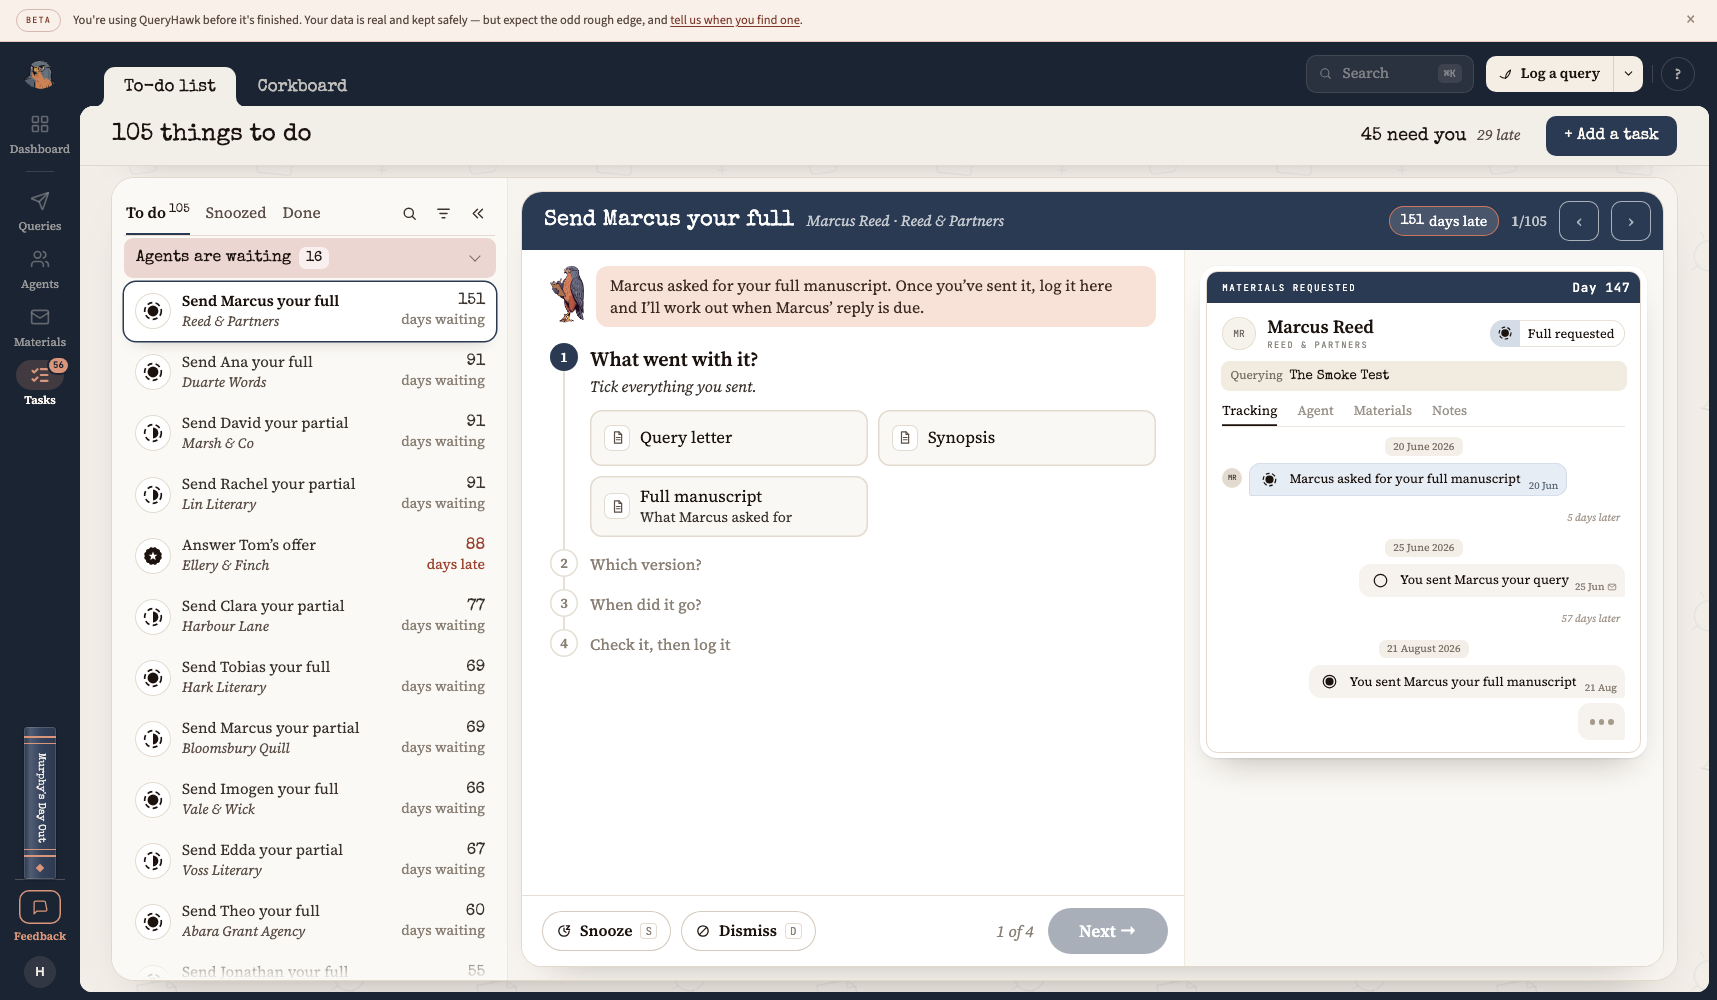 BETA You're using QueryHawk before it's finished. Your data is real and kept safely — but expect the odd rough edge, and tell us when you find one. ×
To-do list Corkboard
Search ⌘K Log a query ?
Dashboard
Queries
Agents
Materials
56
Tasks
Murphy's Day Out
Feedback
H
105 things to do
45 need you 29 late + Add a task
To do 105 Snoozed Done
Agents are waiting 16
Send Marcus your full 151
Reed & Partners days waiting
Send Ana your full 91
Duarte Words days waiting
Send David your partial 91
Marsh & Co days waiting
Send Rachel your partial 91
Lin Literary days waiting
Answer Tom's offer 88
Ellery & Finch days late
Send Clara your partial 77
Harbour Lane days waiting
Send Tobias your full 69
Hark Literary days waiting
Send Marcus your partial 69
Bloomsbury Quill days waiting
Send Imogen your full 66
Vale & Wick days waiting
Send Edda your partial 67
Voss Literary days waiting
Send Theo your full 60
Abara Grant Agency days waiting
Send Jonathan your full 55
Send Marcus your full Marcus Reed · Reed & Partners 151 days late 1/105 ‹ ›
Marcus asked for your full manuscript. Once you've sent it, log it here
and I'll work out when Marcus' reply is due.
1 What went with it?
Tick everything you sent.
Query letter Synopsis
Full manuscript
What Marcus asked for
2 Which version?
3 When did it go?
4 Check it, then log it
Snooze S Dismiss D 1 of 4 Next →
MATERIALS REQUESTED Day 147
MR Marcus Reed Full requested
REED & PARTNERS
Querying The Smoke Test
Tracking Agent Materials Notes
20 June 2026
MR Marcus asked for your full manuscript 20 Jun
5 days later
25 June 2026
You sent Marcus your query 25 Jun
57 days later
21 August 2026
You sent Marcus your full manuscript 21 Aug